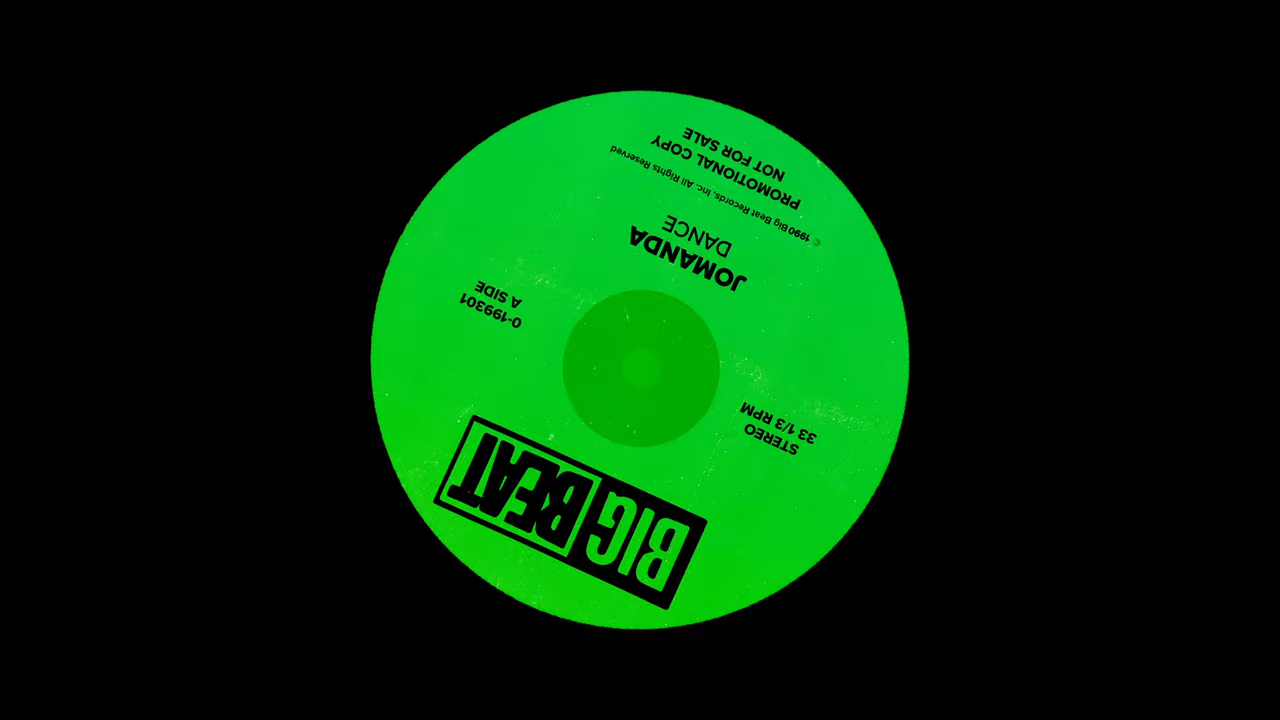 BIG BEAT
0-199301
A SIDE
STEREO
33 1/3 RPM
JOMANDA
DANCE
© 1990 Big Beat Records, Inc. All Rights Reserved
PROMOTIONAL COPY
NOT FOR SALE